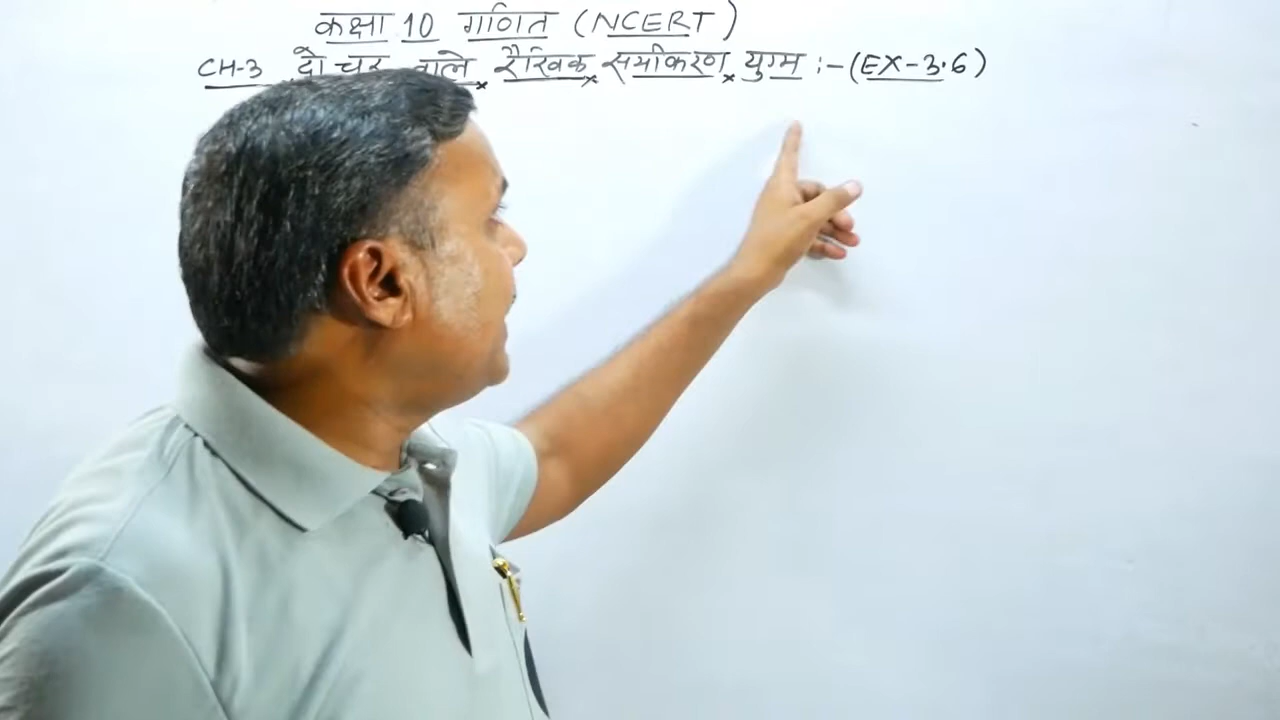 कक्षा 10 गणित (NCERT)
CH-3 दो चर वाले रैखिक समीकरण युग्म :- (EX-3.6)